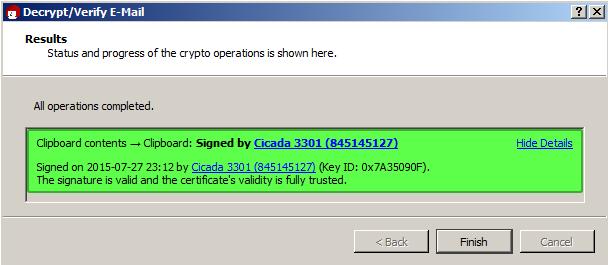 Decrypt/Verify E-Mail
Results
Status and progress of the crypto operations is shown here.
All operations completed.
Clipboard contents → Clipboard: Signed by Cicada 3301 (845145127) Hide Details
Signed on 2015-07-27 23:12 by Cicada 3301 (845145127) (Key ID: 0x7A35090F).
The signature is valid and the certificate's validity is fully trusted.
< Back Finish Cancel